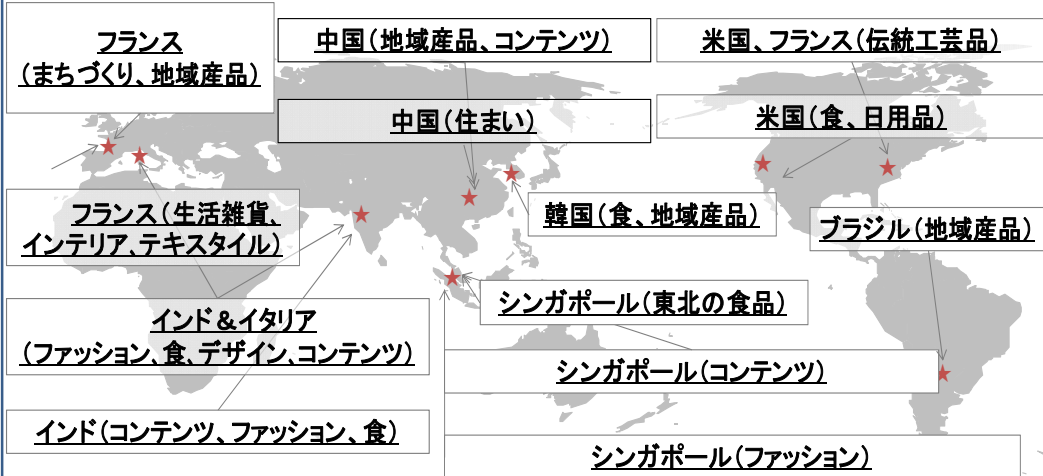 フランス
（まちづくり、地域産品）
中国（地域産品、コンテンツ）
米国、フランス（伝統工芸品）
中国（住まい）
米国（食、日用品）
フランス（生活雑貨、
インテリア、テキスタイル）
韓国（食、地域産品）
ブラジル（地域産品）
インド＆イタリア
（ファッション、食、デザイン、コンテンツ）
シンガポール（東北の食品）
シンガポール（コンテンツ）
インド（コンテンツ、ファッション、食）
シンガポール（ファッション）